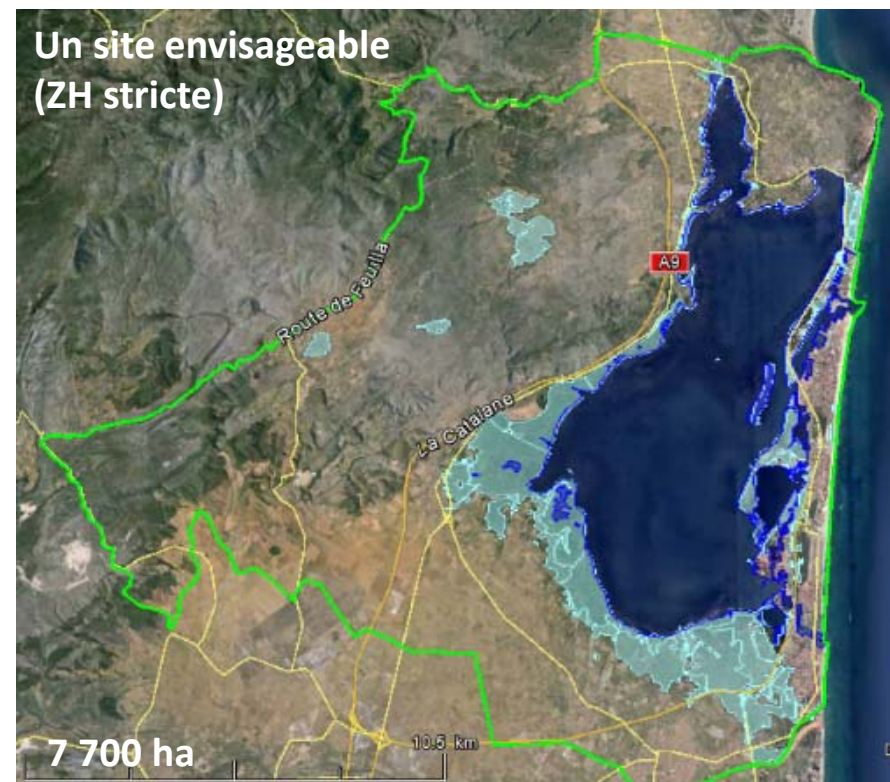 Un site envisageable
(ZH stricte)
A9
Route de Feuilla
La Catalane
7 700 ha
10.5 km